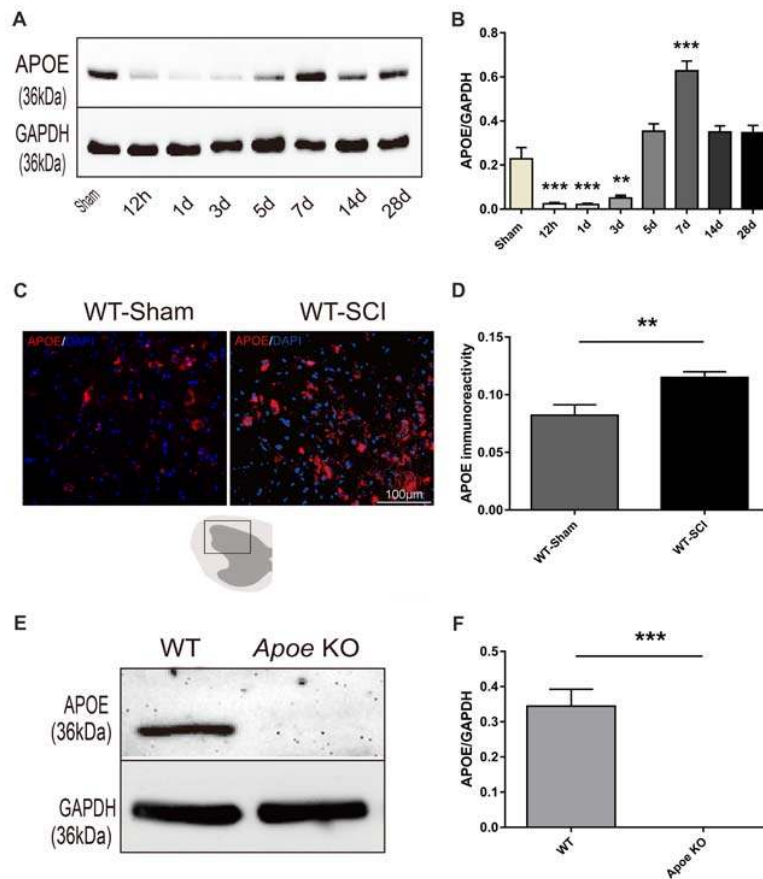 A
APOE
(36kDa)
GAPDH
(36kDa)
Sham 12h 1d 3d 5d 7d 14d 28d
B
APOE/GAPDH
0.8
0.6
0.4
0.2
0.0
*** *** ** ***
Sham 12h 1d 3d 5d 7d 14d 28d
C
WT-Sham WT-SCI
APOE/DAPI APOE/DAPI
100μm
D
APOE immunoreactivity
0.15
0.10
0.05
0.00
**
WT-Sham WT-SCI
E
WT Apoe KO
APOE
(36kDa)
GAPDH
(36kDa)
F
APOE/GAPDH
0.5
0.4
0.3
0.2
0.1
0.0
***
WT Apoe KO